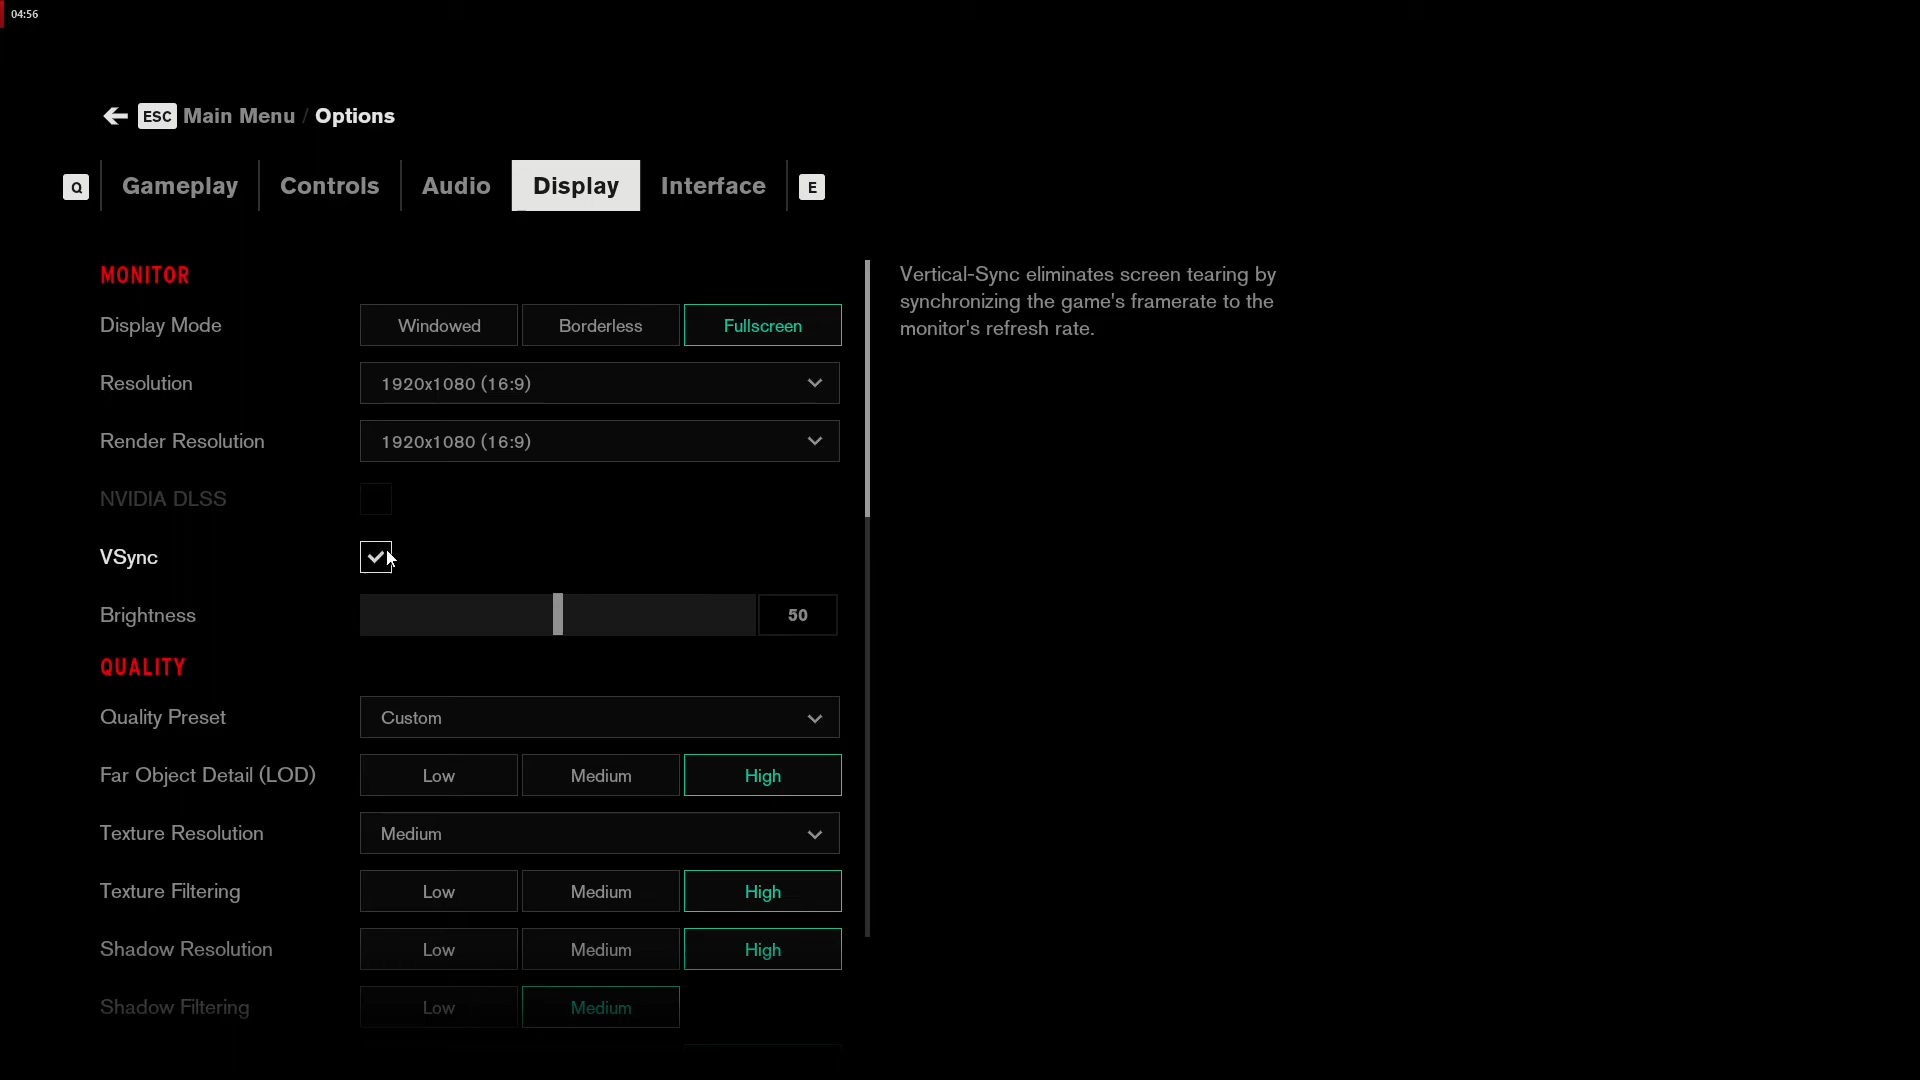 04:56
ESC Main Menu / Options
Q Gameplay Controls Audio Display Interface E
MONITOR
Display Mode Windowed Borderless Fullscreen
Resolution 1920x1080 (16:9)
Render Resolution 1920x1080 (16:9)
NVIDIA DLSS
VSync
Brightness 50
QUALITY
Quality Preset Custom
Far Object Detail (LOD) Low Medium High
Texture Resolution Medium
Texture Filtering Low Medium High
Shadow Resolution Low Medium High
Shadow Filtering Low Medium
Vertical-Sync eliminates screen tearing by
synchronizing the game's framerate to the
monitor's refresh rate.